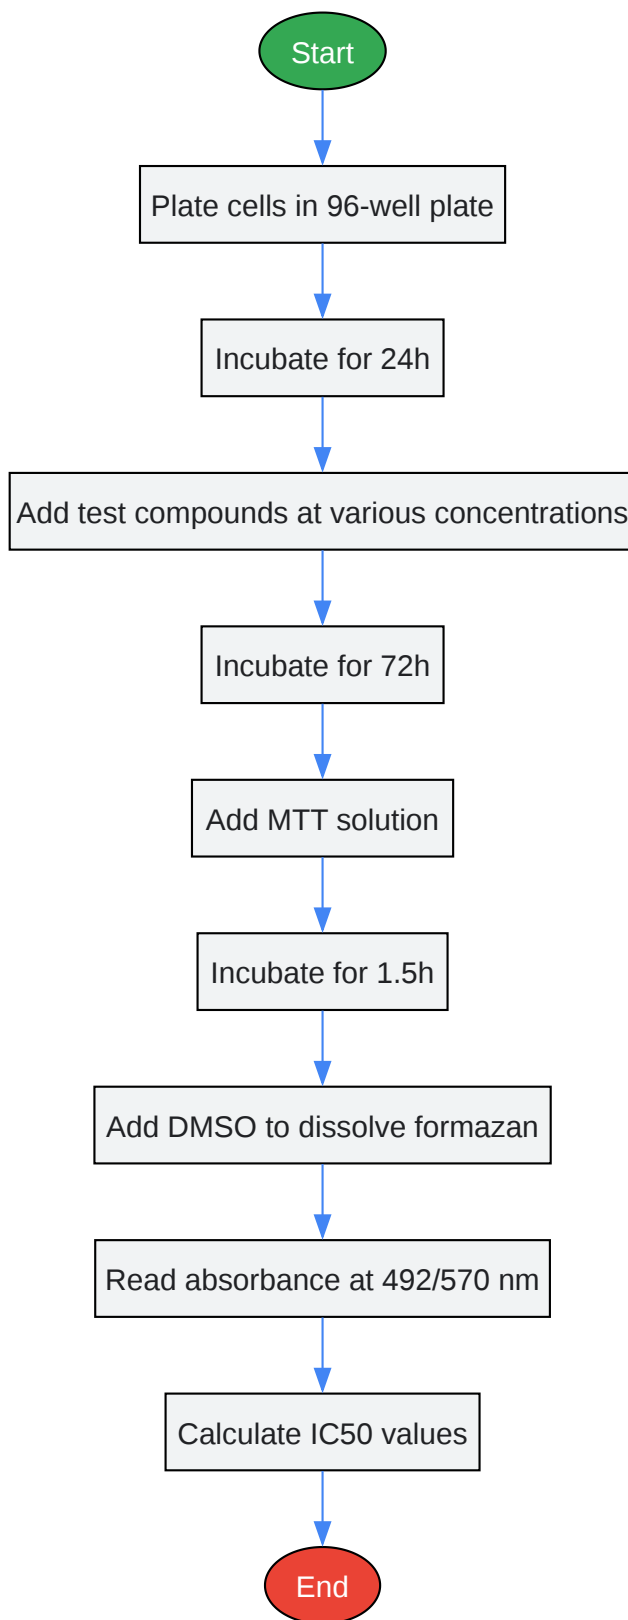 Start
Plate cells in 96-well plate
Incubate for 24h
Add test compounds at various concentrations
Incubate for 72h
Add MTT solution
Incubate for 1.5h
Add DMSO to dissolve formazan
Read absorbance at 492/570 nm
Calculate IC50 values
End